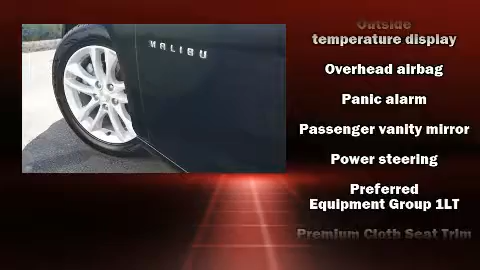 MALIBU
Outside
temperature display
Overhead airbag
Panic alarm
Passenger vanity mirror
Power steering
Preferred
Equipment Group 1LT
Premium Cloth Seat Trim